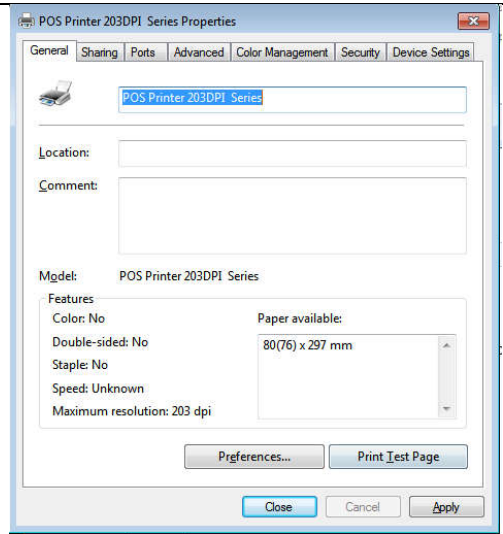 POS Printer 203DPI Series Properties
General Sharing Ports Advanced Color Management Security Device Settings
POS Printer 203DPI Series
Location:
Comment:
Model: POS Printer 203DPI Series
Features
Color: No
Paper available:
Double-sided: No
80(76) x 297 mm
Staple: No
Speed: Unknown
Maximum resolution: 203 dpi
Preferences... Print Test Page
Close Cancel Apply